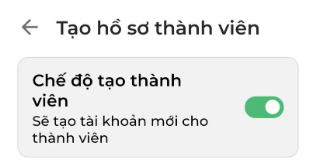 Tạo hồ sơ thành viên
Chế độ tạo thành
viên
Sẽ tạo tài khoản mới cho
thành viên